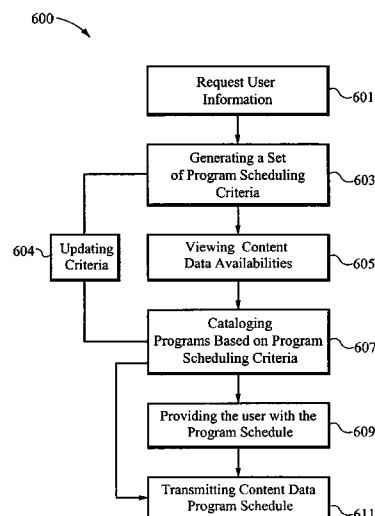 600
Request User
Information
601
Generating a Set
of Program Scheduling
Criteria
603
604
Updating
Criteria
Viewing Content
Data Availabilities
605
Cataloging
Programs Based on Program
Scheduling Criteria
607
Providing the user with the
Program Schedule
609
Transmitting Content Data
Program Schedule
611